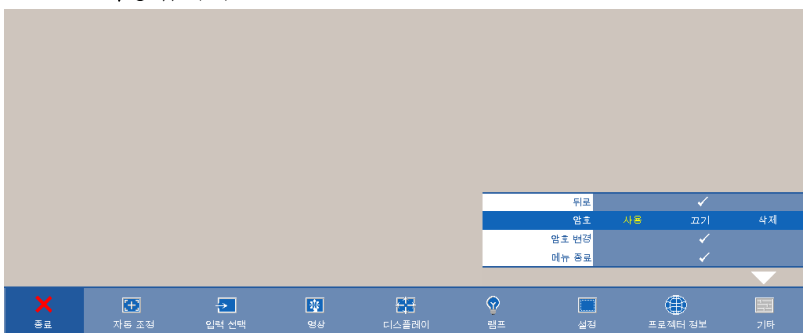 뒤로
암호 사용 끄기 삭제
암호 변경
메뉴 종료
종료 자동 조정 입력 선택 영상 디스플레이 램프 설정 프로젝터 정보 기타